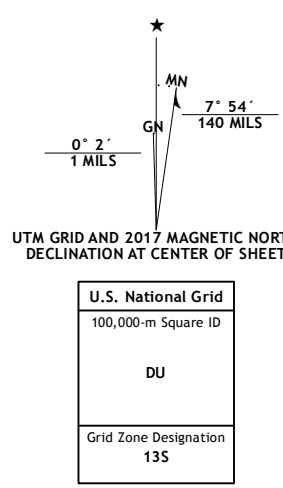 MN
7° 54´
140 MILS
GN
0° 2´
1 MILS
UTM GRID AND 2017 MAGNETIC NORT
DECLINATION AT CENTER OF SHEET
U.S. National Grid
100,000-m Square ID
DU
Grid Zone Designation
13S